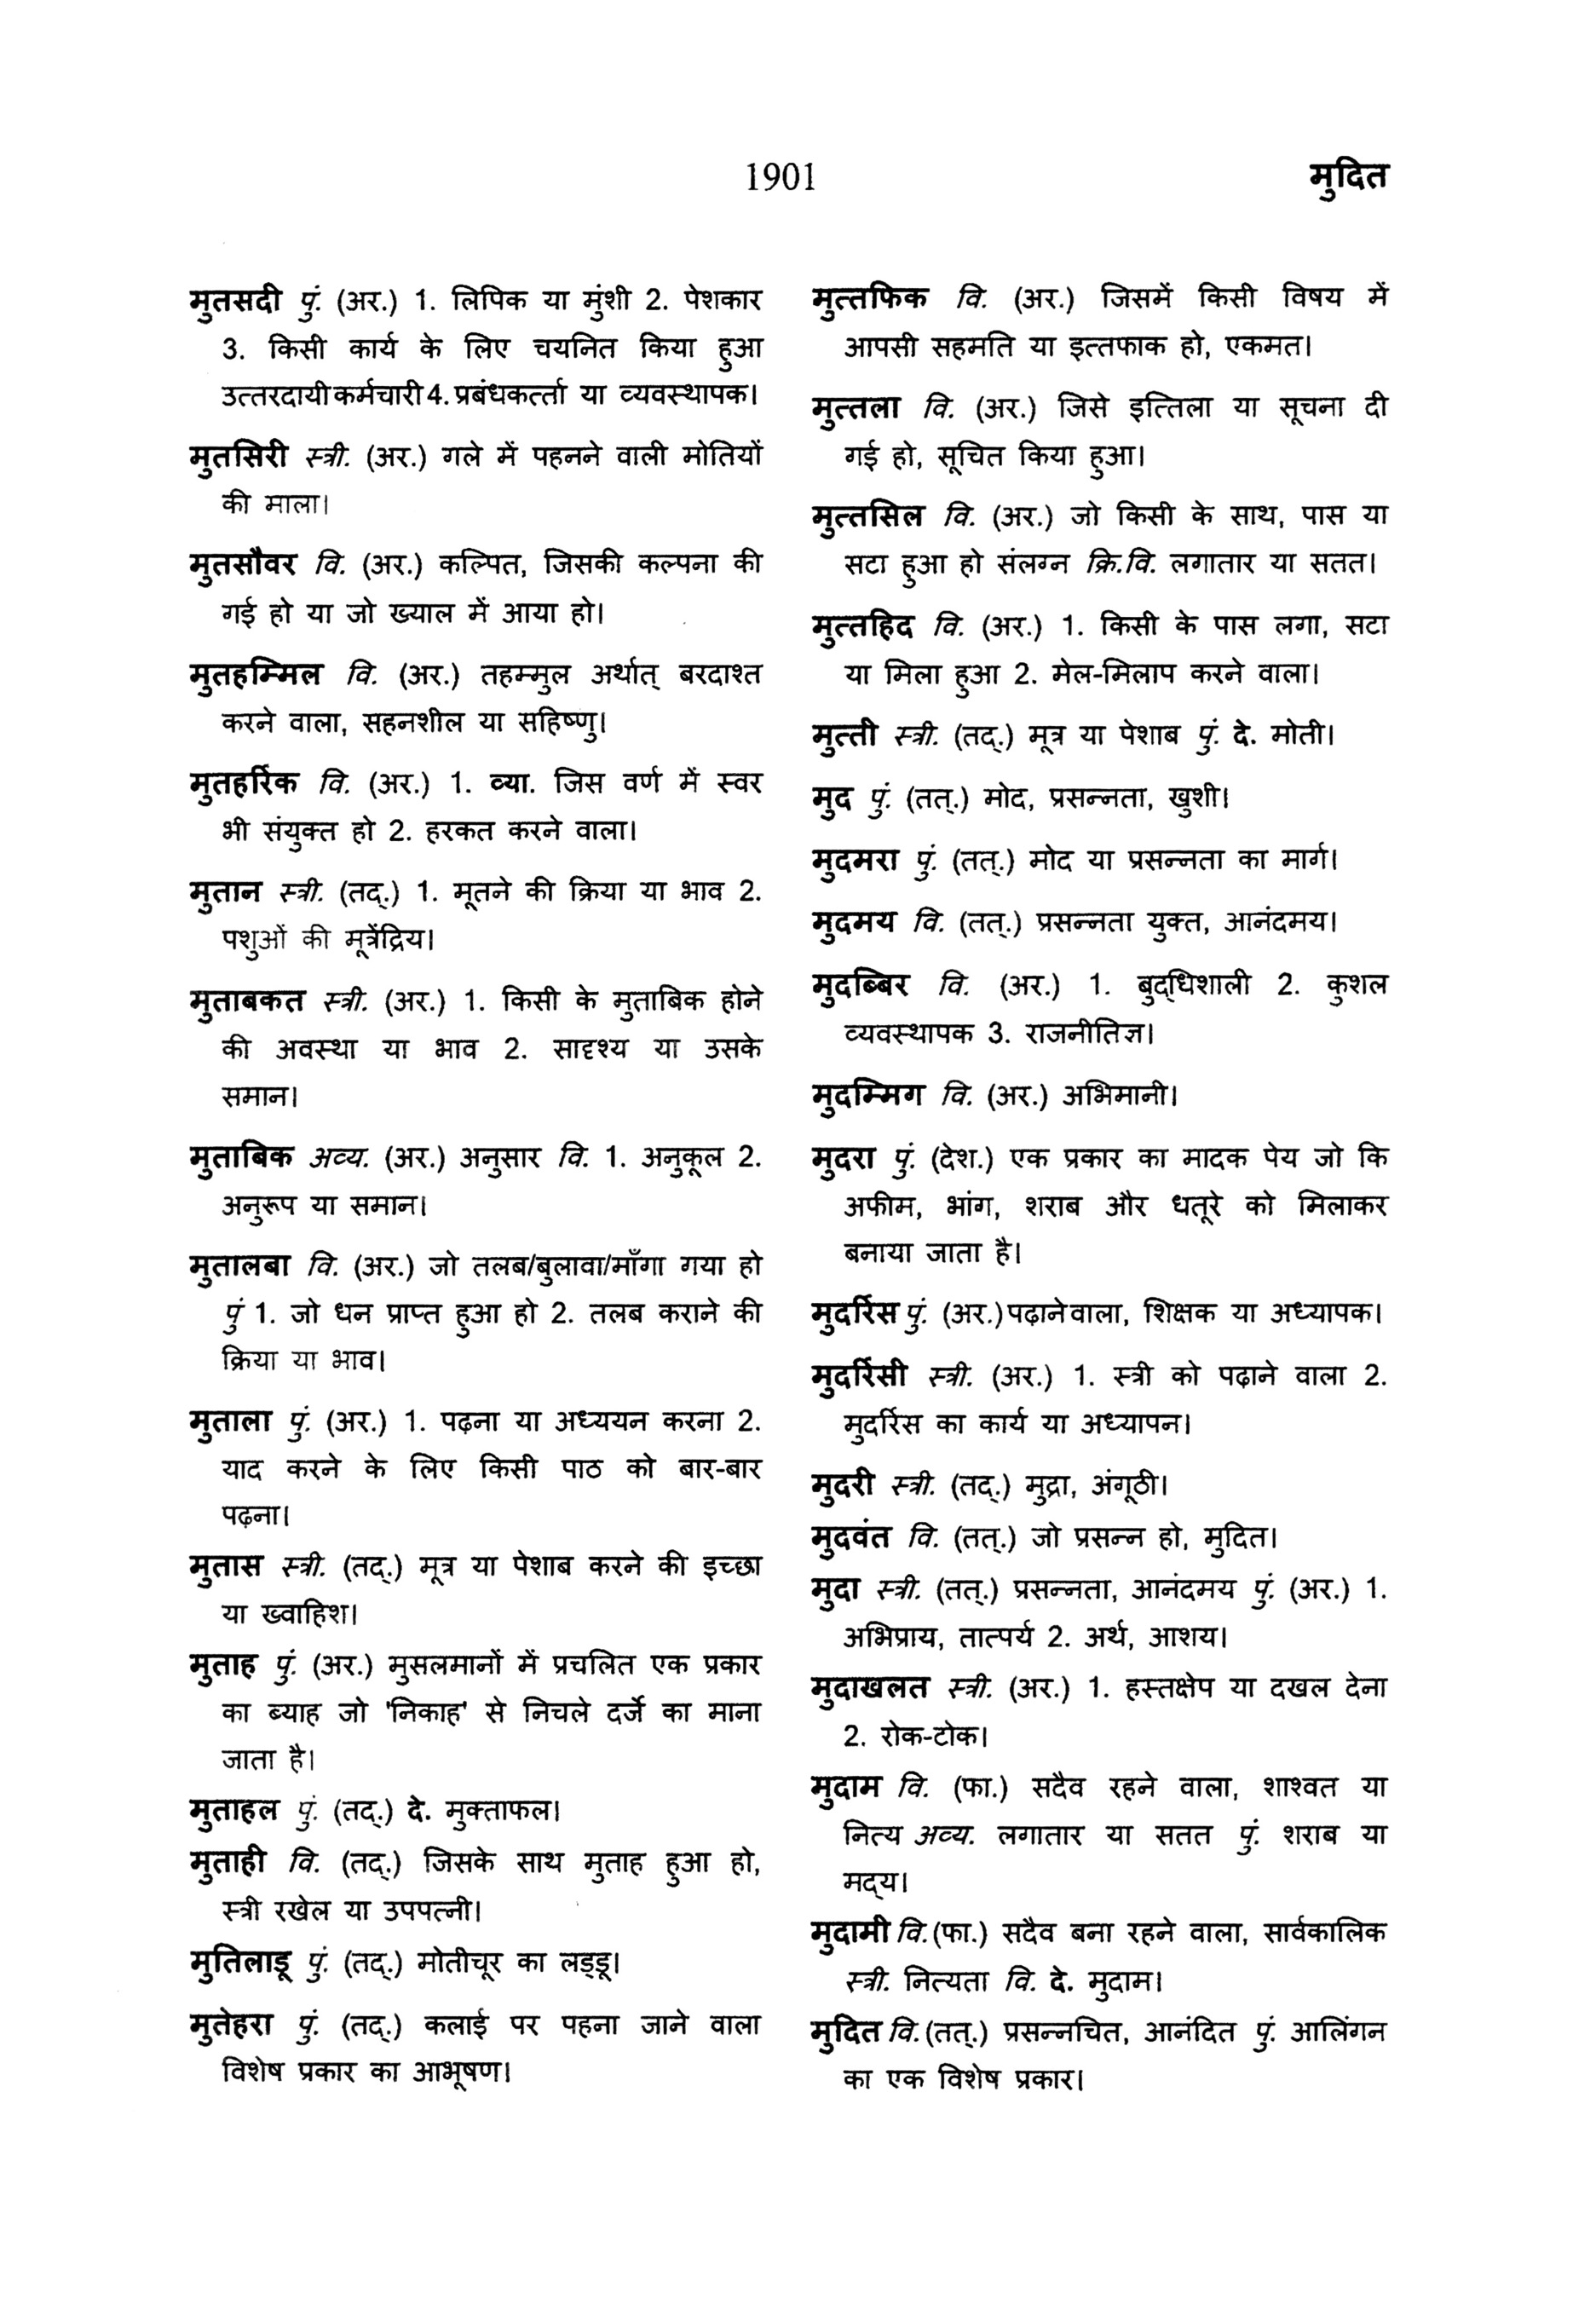 1901
मुदित
मुतसदी पुं. (अर.) 1. लिपिक या मुंशी 2. पेशकार
3. किसी कार्य के लिए चयनित किया हुआ
उत्तरदायी कर्मचारी 4. प्रबंधकर्त्ता या व्यवस्थापक।
मुतसिरी स्त्री. (अर.) गले में पहनने वाली मोतियों
की माला।
मुतसौवर वि. (अर.) कल्पित, जिसकी कल्पना की
गई हो या जो ख्याल में आया हो।
मुतहम्मिल वि. (अर.) तहम्मुल अर्थात् बरदाश्त
करने वाला, सहनशील या सहिष्णु।
मुतहर्रिक वि. (अर.) 1. व्या. जिस वर्ण में स्वर
भी संयुक्त हो 2. हरकत करने वाला।
मुतान स्त्री. (तद्.) 1. मूतने की क्रिया या भाव 2.
पशुओं की मूत्रेंद्रिय।
मुताबकत स्त्री. (अर.) 1. किसी के मुताबिक होने
की अवस्था या भाव 2. सादृश्य या उसके
समान।
मुताबिक अव्य. (अर.) अनुसार वि. 1. अनुकूल 2.
अनुरूप या समान।
मुतालबा वि. (अर.) जो तलब/बुलावा/माँगा गया हो
पुं 1. जो धन प्राप्त हुआ हो 2. तलब कराने की
क्रिया या भाव।
मुताला पुं. (अर.) 1. पढ़ना या अध्ययन करना 2.
याद करने के लिए किसी पाठ को बार-बार
पढ़ना।
मुतास स्त्री. (तद्.) मूत्र या पेशाब करने की इच्छा
या ख्वाहिश।
मुताह पुं. (अर.) मुसलमानों में प्रचलित एक प्रकार
का ब्याह जो 'निकाह' से निचले दर्जे का माना
जाता है।
मुताहल पुं. (तद्.) दे. मुक्ताफल।
मुताही वि. (तद्.) जिसके साथ मुताह हुआ हो,
स्त्री रखेल या उपपत्नी।
मुतिलाडू पुं. (तद्.) मोतीचूर का लड्डू।
मुतेहरा पुं. (तद्.) कलाई पर पहना जाने वाला
विशेष प्रकार का आभूषण।
मुत्तफिक वि. (अर.) जिसमें किसी विषय में
आपसी सहमति या इत्तफाक हो, एकमत।
मुत्तला वि. (अर.) जिसे इत्तिला या सूचना दी
गई हो, सूचित किया हुआ।
मुत्तसिल वि. (अर.) जो किसी के साथ, पास या
सटा हुआ हो संलग्न क्रि.वि. लगातार या सतत।
मुत्तहिद वि. (अर.) 1. किसी के पास लगा, सटा
या मिला हुआ 2. मेल-मिलाप करने वाला।
मुत्ती स्त्री. (तद्.) मूत्र या पेशाब पुं. दे. मोती।
मुद पुं. (तत्.) मोद, प्रसन्नता, खुशी।
मुदमरा पुं. (तत्.) मोद या प्रसन्नता का मार्ग।
मुदमय वि. (तत्.) प्रसन्नता युक्त, आनंदमय।
मुदब्बिर वि. (अर.) 1. बुद्‌धिशाली 2. कुशल
व्यवस्थापक 3. राजनीतिज्ञ।
मुदम्मिग वि. (अर.) अभिमानी।
मुदरा पुं. (देश.) एक प्रकार का मादक पेय जो कि
अफीम, भांग, शराब और धतूरे को मिलाकर
बनाया जाता है।
मुदर्रिस पुं. (अर.) पढ़ाने वाला, शिक्षक या अध्यापक।
मुदर्रिसी स्त्री. (अर.) 1. स्त्री को पढ़ाने वाला 2.
मुदर्रिस का कार्य या अध्यापन।
मुदरी स्त्री. (तद्.) मुद्रा, अंगूठी।
मुदवंत वि. (तत्.) जो प्रसन्न हो, मुदित।
मुदा स्त्री. (तत्.) प्रसन्नता, आनंदमय पुं. (अर.) 1.
अभिप्राय, तात्पर्य 2. अर्थ, आशय।
मुदाखलत स्त्री. (अर.) 1. हस्तक्षेप या दखल देना
2. रोक-टोक।
मुदाम वि. (फा.) सदैव रहने वाला, शाश्वत या
नित्य अव्य. लगातार या सतत पुं. शराब या
मद्‌य।
मुदामी वि. (फा.) सदैव बना रहने वाला, सार्वकालिक
स्त्री. नित्यता वि. दे. मुदाम।
मुदित वि. (तत्.) प्रसन्नचित, आनंदित पुं. आलिंगन
का एक विशेष प्रकार।